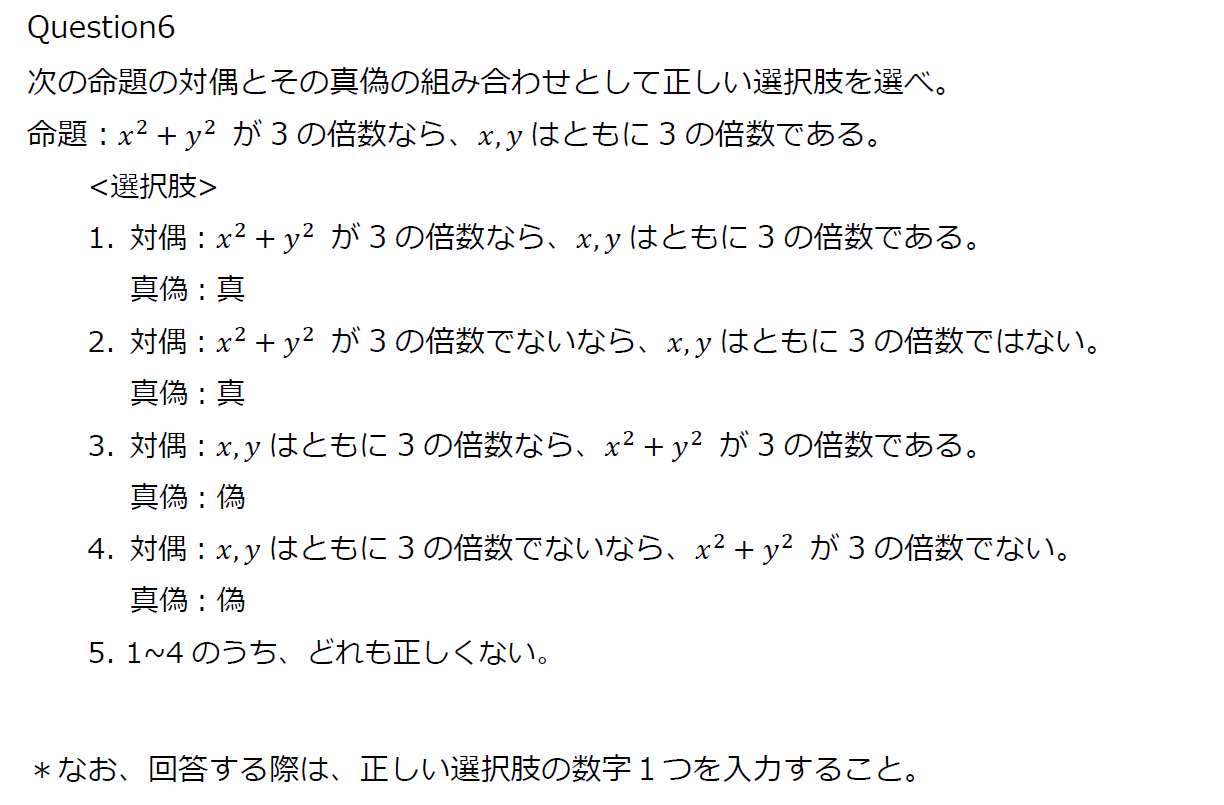 Question6
次の命題の対偶とその真偽の組み合わせとして正しい選択肢を選べ。
命題：x² + y² が 3 の倍数なら、x, y はともに 3 の倍数である。
<選択肢>
1. 対偶：x² + y² が 3 の倍数なら、x, y はともに 3 の倍数である。
真偽：真
2. 対偶：x² + y² が 3 の倍数でないなら、x, y はともに 3 の倍数ではない。
真偽：真
3. 対偶：x, y はともに 3 の倍数なら、x² + y² が 3 の倍数である。
真偽：偽
4. 対偶：x, y はともに 3 の倍数でないなら、x² + y² が 3 の倍数でない。
真偽：偽
5. 1~4 のうち、どれも正しくない。
＊なお、回答する際は、正しい選択肢の数字 1 つを入力すること。